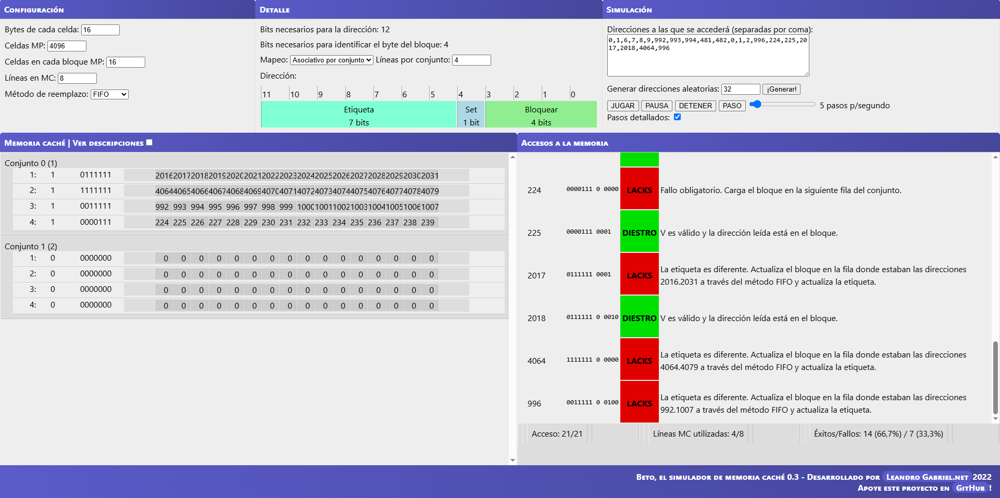 Configuración
Bytes de cada celda: 16
Celdas MP: 4096
Celdas en cada bloque MP: 16
Líneas en MC: 8
Método de reemplazo: FIFO
Detalle
Bits necesarios para la dirección: 12
Bits necesarios para identificar el byte del bloque: 4
Mapeo: Asociativo por conjunto Líneas por conjunto: 4
Dirección:
11 10 9 8 7 6 5 4 3 2 1 0
Etiqueta Set Bloquear
7 bits 1 bit 4 bits
Simulación
Direcciones a las que se accederá (separadas por coma):
0,1,6,7,8,9,992,993,994,481,482,0,1,2,996,224,225,20
17,2018,4064,996
Generar direcciones aleatorias: 32 ¡Generar!
JUGAR PAUSA DETENER PASO 5 pasos p/segundo
Pasos detallados:
Memoria caché | Ver descripciones
Conjunto 0 (1)
1: 1 0111111 2016 2017 2018 2019 2020 2021 2022 2023 2024 2025 2026 2027 2028 2029 2030 2031
2: 1 1111111 4064 4065 4066 4067 4068 4069 4070 4071 4072 4073 4074 4075 4076 4077 4078 4079
3: 1 0011111 992 993 994 995 996 997 998 999 1000 1001 1002 1003 1004 1005 1006 1007
4: 1 0000111 224 225 226 227 228 229 230 231 232 233 234 235 236 237 238 239
Conjunto 1 (2)
1: 0 0000000 0 0 0 0 0 0 0 0 0 0 0 0 0 0 0 0
2: 0 0000000 0 0 0 0 0 0 0 0 0 0 0 0 0 0 0 0
3: 0 0000000 0 0 0 0 0 0 0 0 0 0 0 0 0 0 0 0
4: 0 0000000 0 0 0 0 0 0 0 0 0 0 0 0 0 0 0 0
Accesos a la memoria
224 0000111 0 0000 LACKS Fallo obligatorio. Carga el bloque en la siguiente fila del conjunto.
225 0000111 0001 DIESTRO V es válido y la dirección leída está en el bloque.
2017 0111111 0001 LACKS La etiqueta es diferente. Actualiza el bloque en la fila donde estaban las direcciones
2016.2031 a través del método FIFO y actualiza la etiqueta.
2018 0111111 0 0010 DIESTRO V es válido y la dirección leída está en el bloque.
4064 1111111 0 0000 LACKS La etiqueta es diferente. Actualiza el bloque en la fila donde estaban las direcciones
4064.4079 a través del método FIFO y actualiza la etiqueta.
996 0011111 0 0100 LACKS La etiqueta es diferente. Actualiza el bloque en la fila donde estaban las direcciones
992.1007 a través del método FIFO y actualiza la etiqueta.
Acceso: 21/21 Líneas MC utilizadas: 4/8 Éxitos/Fallos: 14 (66,7%) / 7 (33,3%)
Beto, el simulador de memoria caché 0.3 - Desarrollado por Leandro Gabriel.net 2022
Apoye este proyecto en GitHub !